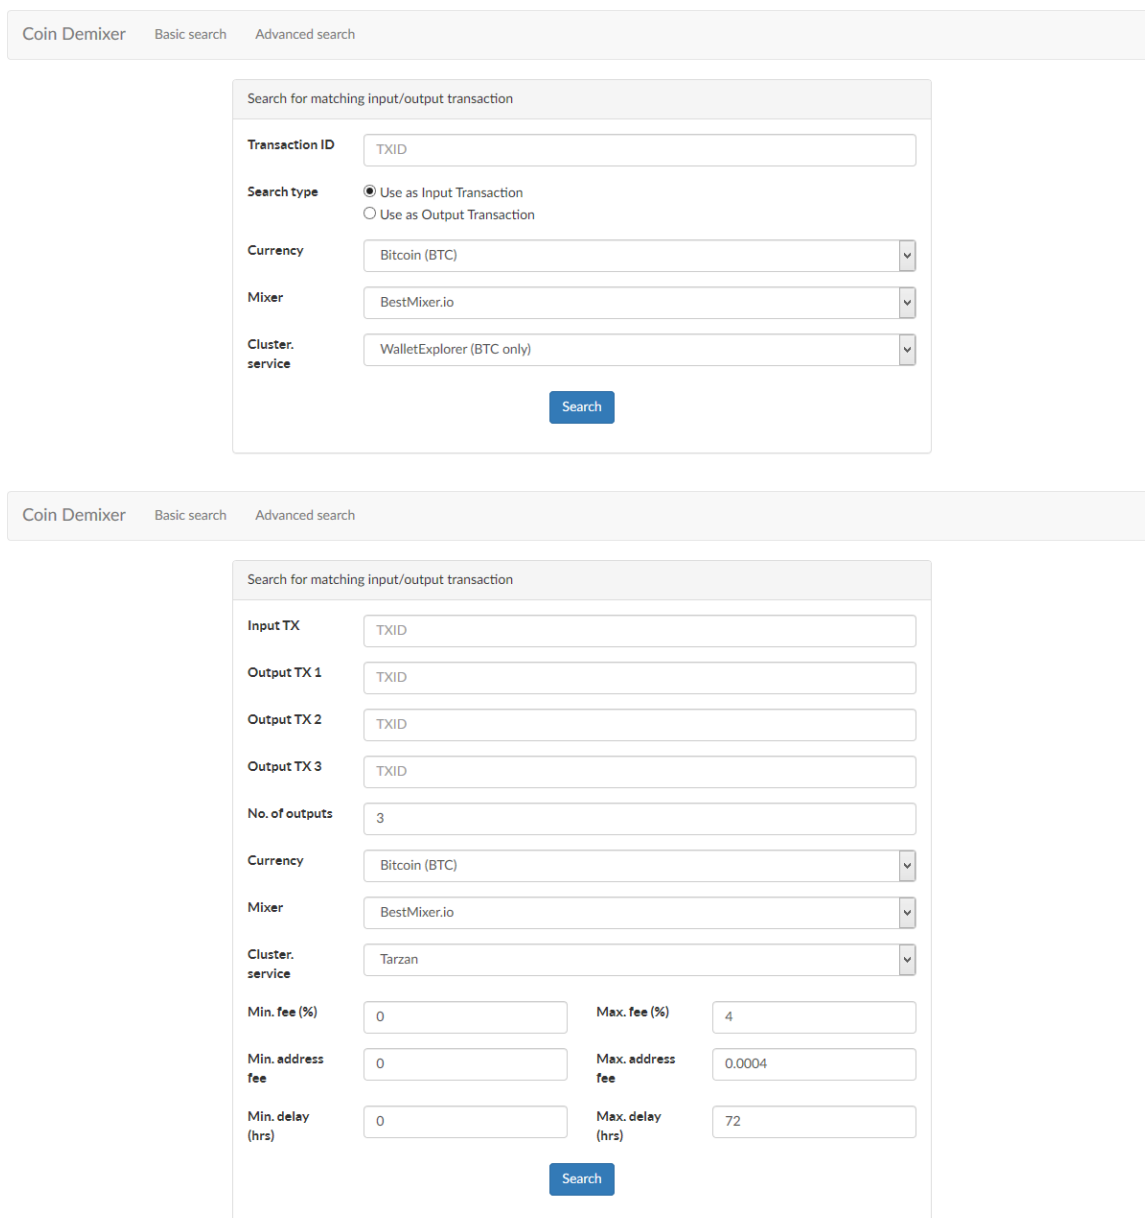 Coin Demixer Basic search Advanced search
Search for matching input/output transaction
Transaction ID TXID
Search type Use as Input Transaction
Use as Output Transaction
Currency Bitcoin (BTC)
Mixer BestMixer.io
Cluster. service WalletExplorer (BTC only)
Search
Coin Demixer Basic search Advanced search
Search for matching input/output transaction
Input TX TXID
Output TX 1 TXID
Output TX 2 TXID
Output TX 3 TXID
No. of outputs 3
Currency Bitcoin (BTC)
Mixer BestMixer.io
Cluster. service Tarzan
Min. fee (%) 0 Max. fee (%) 4
Min. address fee 0 Max. address fee 0.0004
Min. delay (hrs) 0 Max. delay (hrs) 72
Search